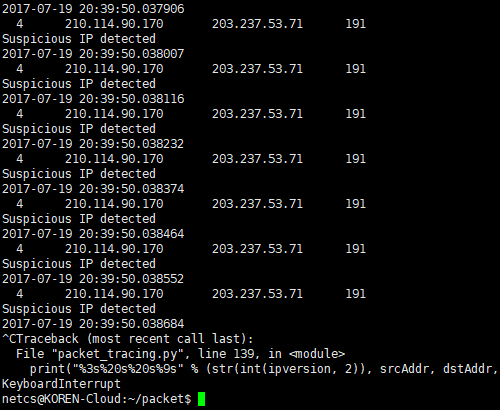 2017-07-19 20:39:50.037906
4 210.114.90.170 203.237.53.71 191
Suspicious IP detected
2017-07-19 20:39:50.038007
4 210.114.90.170 203.237.53.71 191
Suspicious IP detected
2017-07-19 20:39:50.038116
4 210.114.90.170 203.237.53.71 191
Suspicious IP detected
2017-07-19 20:39:50.038232
4 210.114.90.170 203.237.53.71 191
Suspicious IP detected
2017-07-19 20:39:50.038374
4 210.114.90.170 203.237.53.71 191
Suspicious IP detected
2017-07-19 20:39:50.038464
4 210.114.90.170 203.237.53.71 191
Suspicious IP detected
2017-07-19 20:39:50.038552
4 210.114.90.170 203.237.53.71 191
Suspicious IP detected
2017-07-19 20:39:50.038684
^CTraceback (most recent call last):
File "packet_tracing.py", line 139, in <module>
print("%3s%20s%20s%9s" % (str(int(ipversion, 2)), srcAddr, dstAddr,
KeyboardInterrupt
netcs@KOREN-Cloud:~/packet$